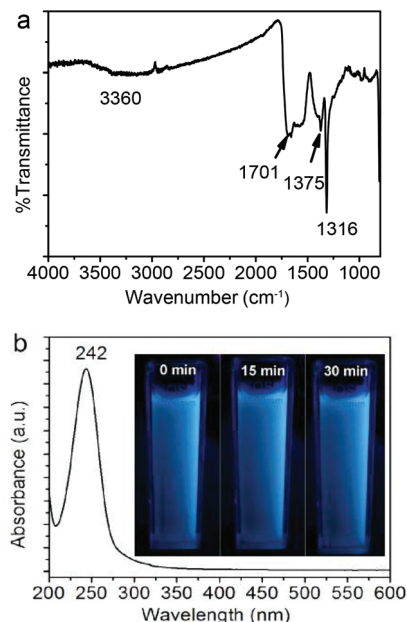 a
%Transmittance
3360
1701
1375
1316
4000 3500 3000 2500 2000 1500 1000
Wavenumber (cm⁻¹)
b
242
0 min 15 min 30 min
Absorbance (a.u.)
200 250 300 350 400 450 500 550 600
Wavelength (nm)